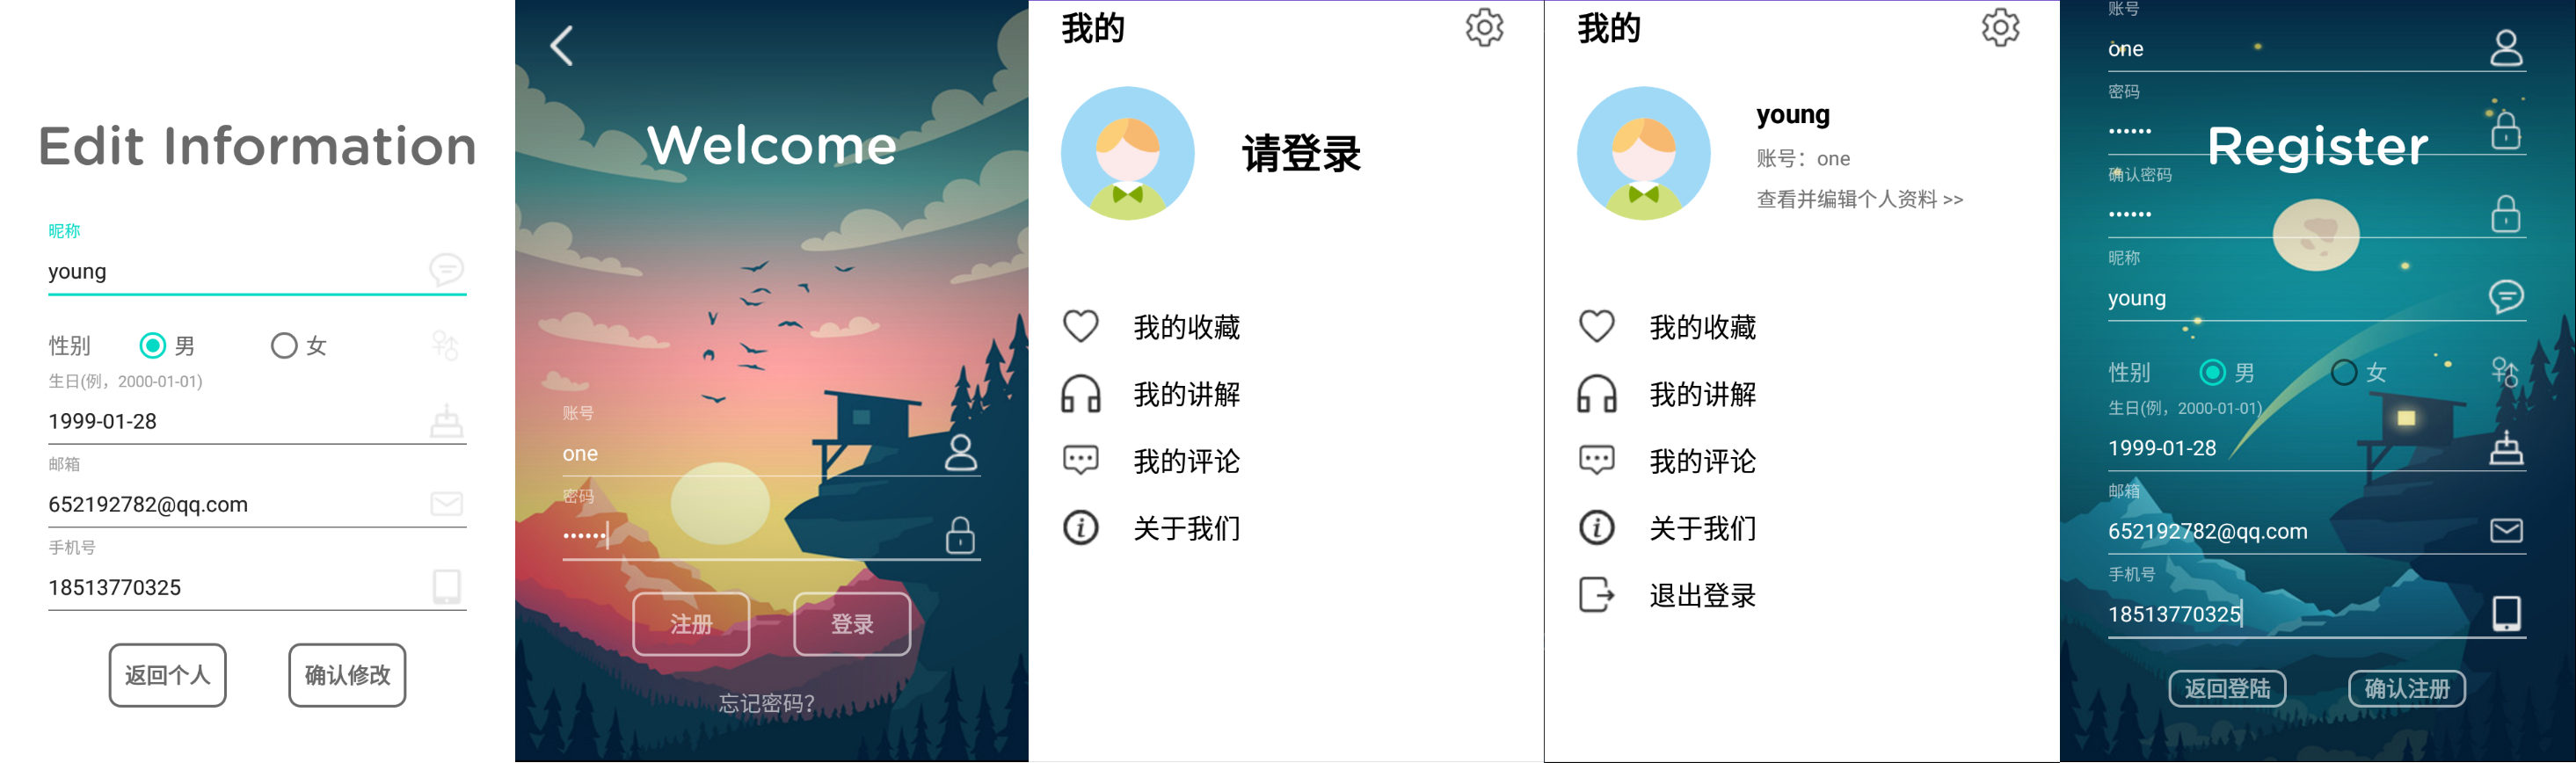 Edit Information
昵称
young
性别 男 女
生日(例，2000-01-01)
1999-01-28
邮箱
652192782@qq.com
手机号
18513770325
返回个人 确认修改
Welcome
账号
one
密码
••••••
注册 登录
忘记密码?
我的
请登录
我的收藏
我的讲解
我的评论
关于我们
我的
young
账号：one
查看并编辑个人资料 >>
我的收藏
我的讲解
我的评论
关于我们
退出登录
账号
one
密码
••••••
Register
确认密码
••••••
昵称
young
性别 男 女
生日(例，2000-01-01)
1999-01-28
邮箱
652192782@qq.com
手机号
18513770325
返回登陆 确认注册